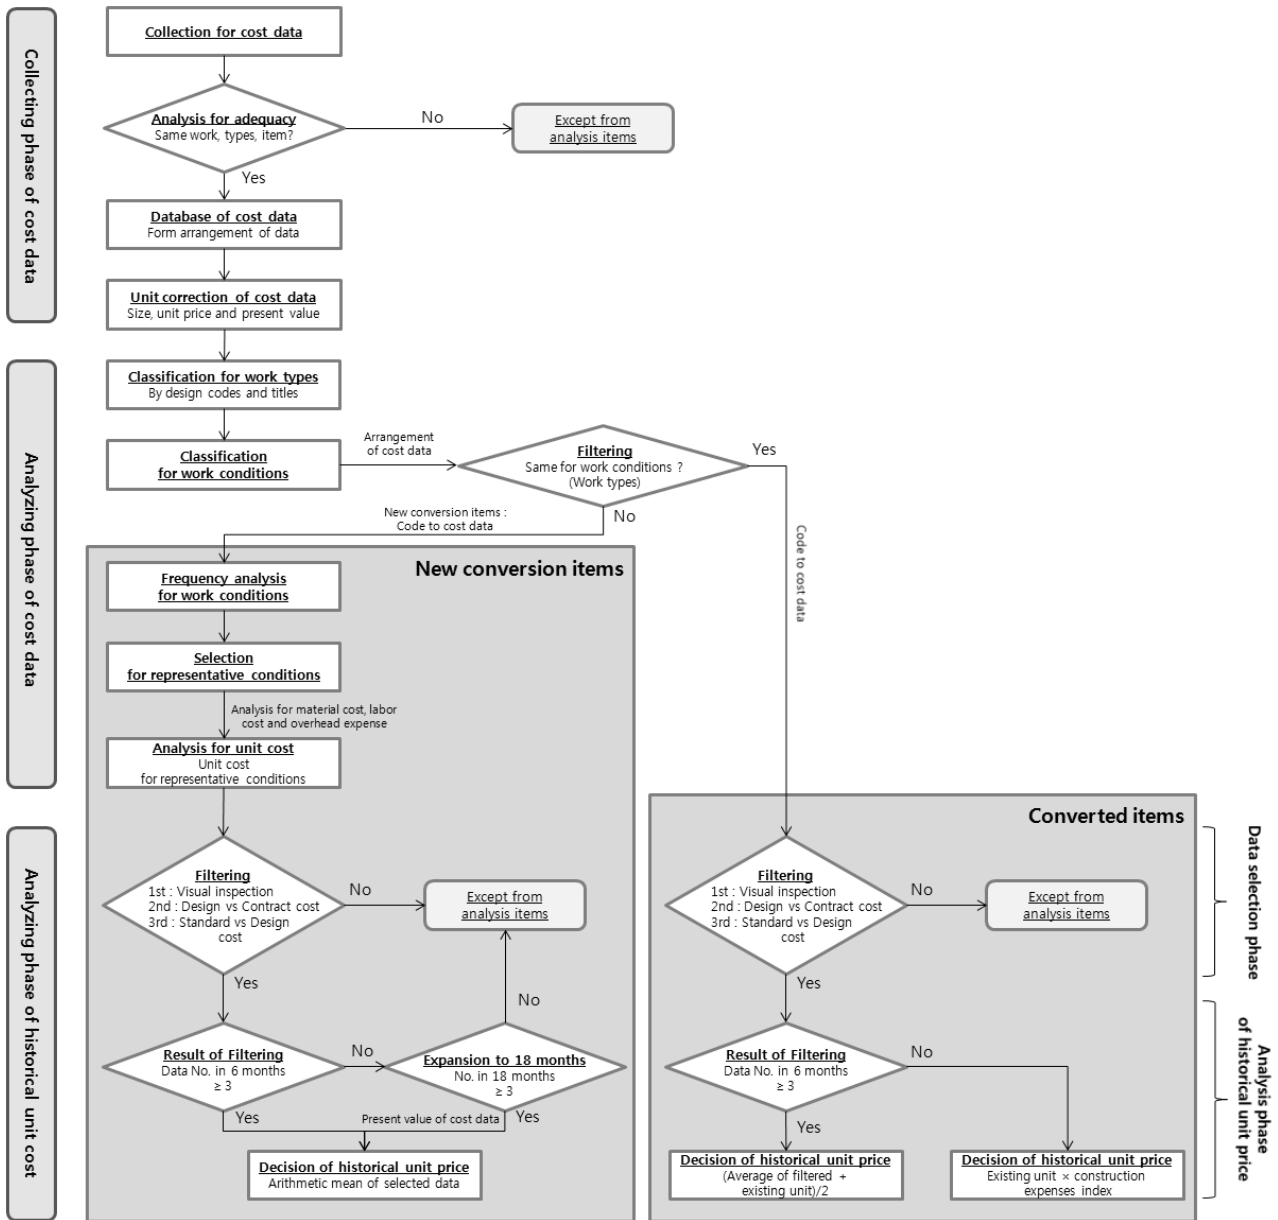 Collecting phase of cost data
Collection for cost data
Analysis for adequacy
Same work, types, item?
No
Except from
analysis items
Yes
Database of cost data
Form arrangement of data
Unit correction of cost data
Size, unit price and present value
Analyzing phase of cost data
Classification for work types
By design codes and titles
Classification
for work conditions
Arrangement
of cost data
Filtering
Same for work conditions ?
(Work types)
Yes
No
New conversion items :
Code to cost data
Code to cost data
New conversion items
Frequency analysis
for work conditions
Selection
for representative conditions
Analysis for material cost, labor
cost and overhead expense
Analysis for unit cost
Unit cost
for representative conditions
Analyzing phase of historical unit cost
Filtering
1st : Visual inspection
2nd : Design vs Contract cost
3rd : Standard vs Design
cost
No
Except from
analysis items
Yes
No
Result of Filtering
Data No. in 6 months
≥ 3
No
Expansion to 18 months
No. in 18 months
≥ 3
Yes
Present value of cost data
Yes
Decision of historical unit price
Arithmetic mean of selected data
Converted items
Filtering
1st : Visual inspection
2nd : Design vs Contract cost
3rd : Standard vs Design
cost
No
Except from
analysis items
Yes
Result of Filtering
Data No. in 6 months
≥ 3
No
Yes
Decision of historical unit price
(Average of filtered +
existing unit)/2
Decision of historical unit price
Existing unit × construction
expenses index
Data selection phase
Analysis phase
of historical unit price